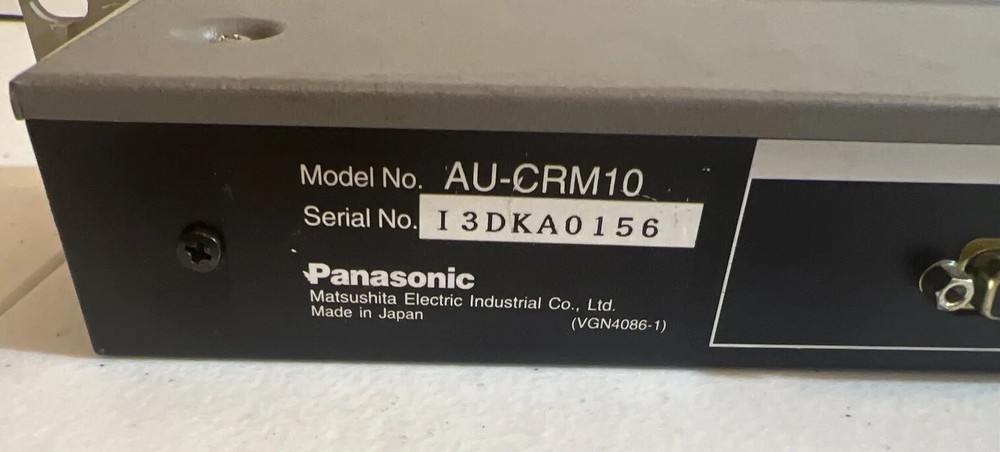 Model No. AU-CRM10
Serial No. I3DKA0156
Panasonic
Matsushita Electric Industrial Co., Ltd.
Made in Japan (VGN4086-1)